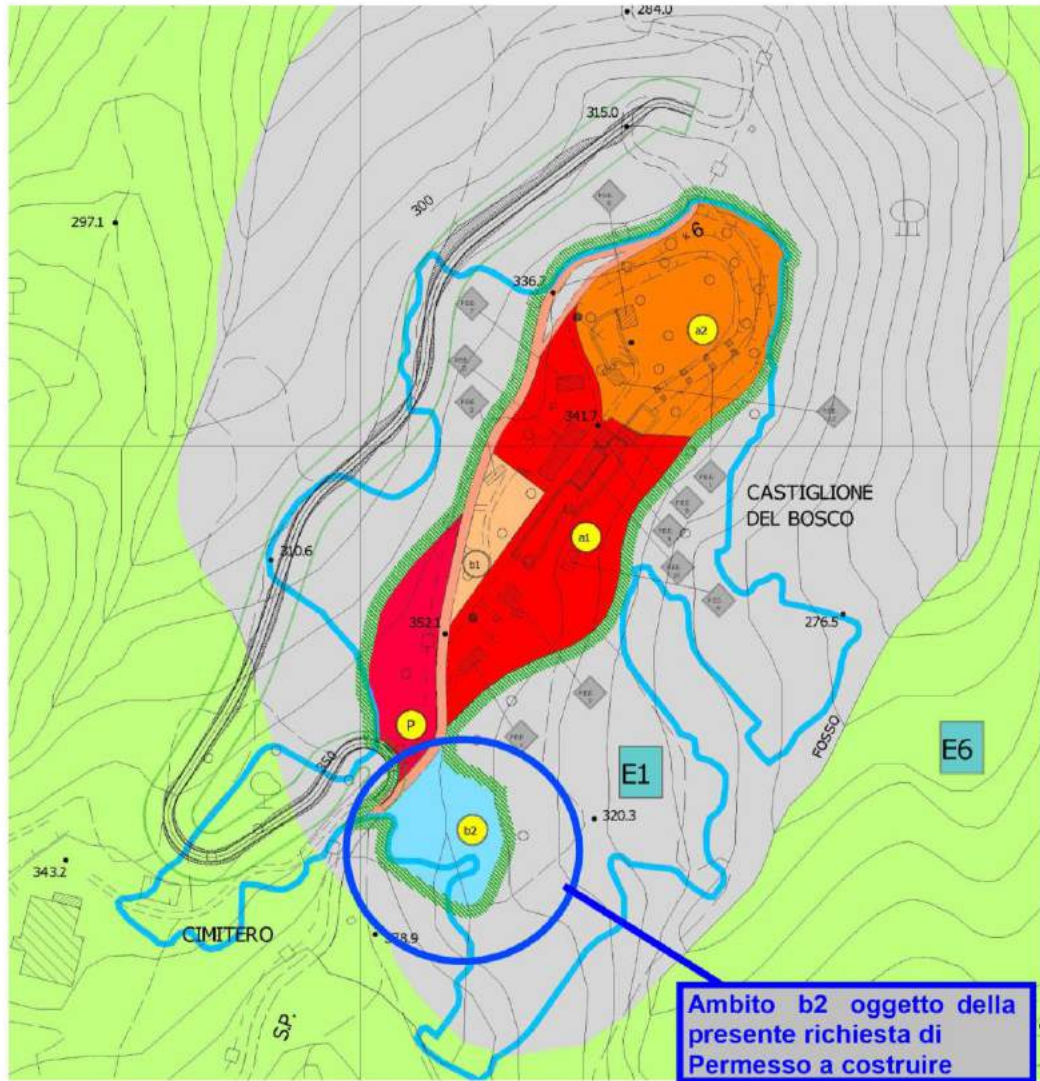 284.0
315.0
300
297.1
6
336.7
a2
341.7
CASTIGLIONE
DEL BOSCO
a1
310.6
b1
276.5
352.1
P
350
FOSSO
E1
E6
b2
320.3
343.2
CIMITERO
S.P.
Ambito b2 oggetto della
presente richiesta di
Permesso a costruire